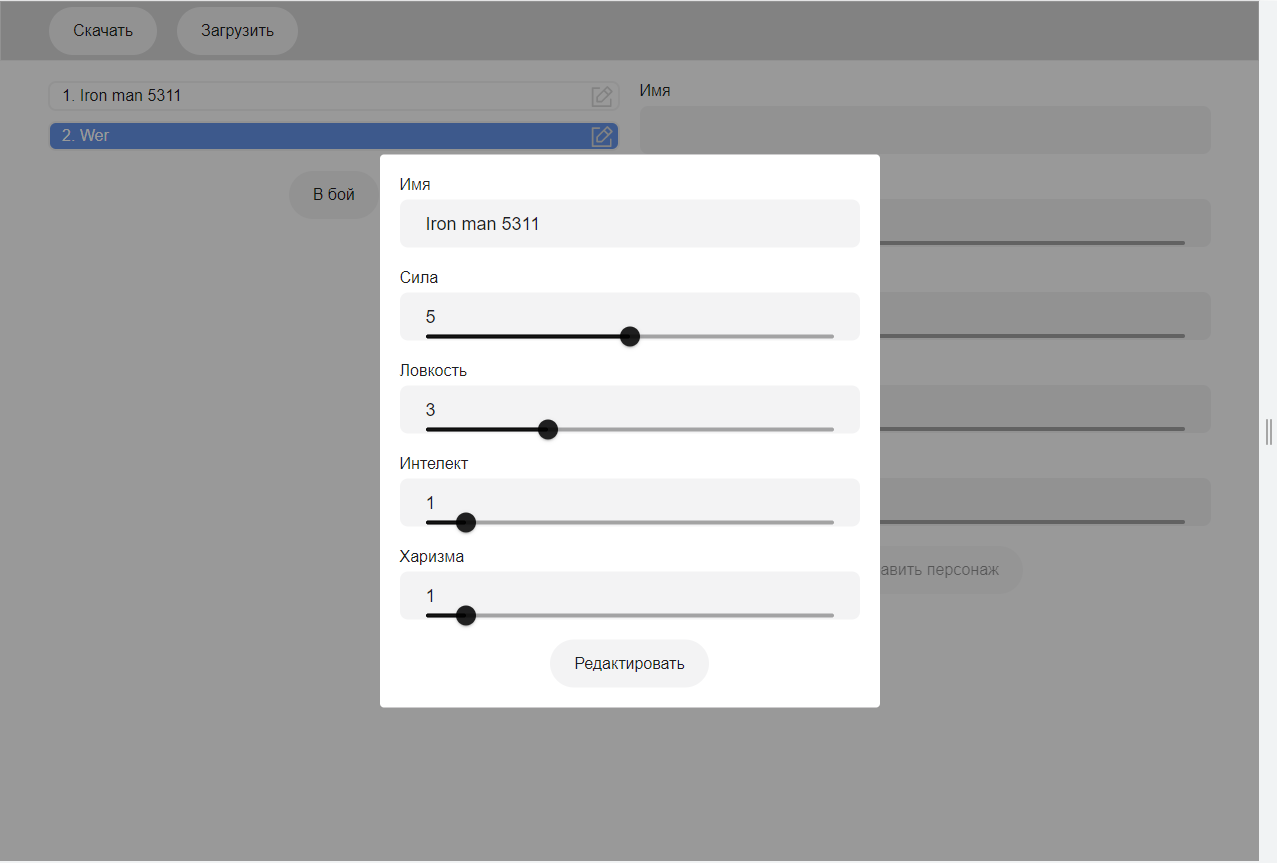 Скачать
Загрузить
1. Iron man 5311
2. Wer
В бой
Имя
Имя
Iron man 5311
Сила
5
Ловкость
3
Интелект
1
Харизма
1
Редактировать
персонаж